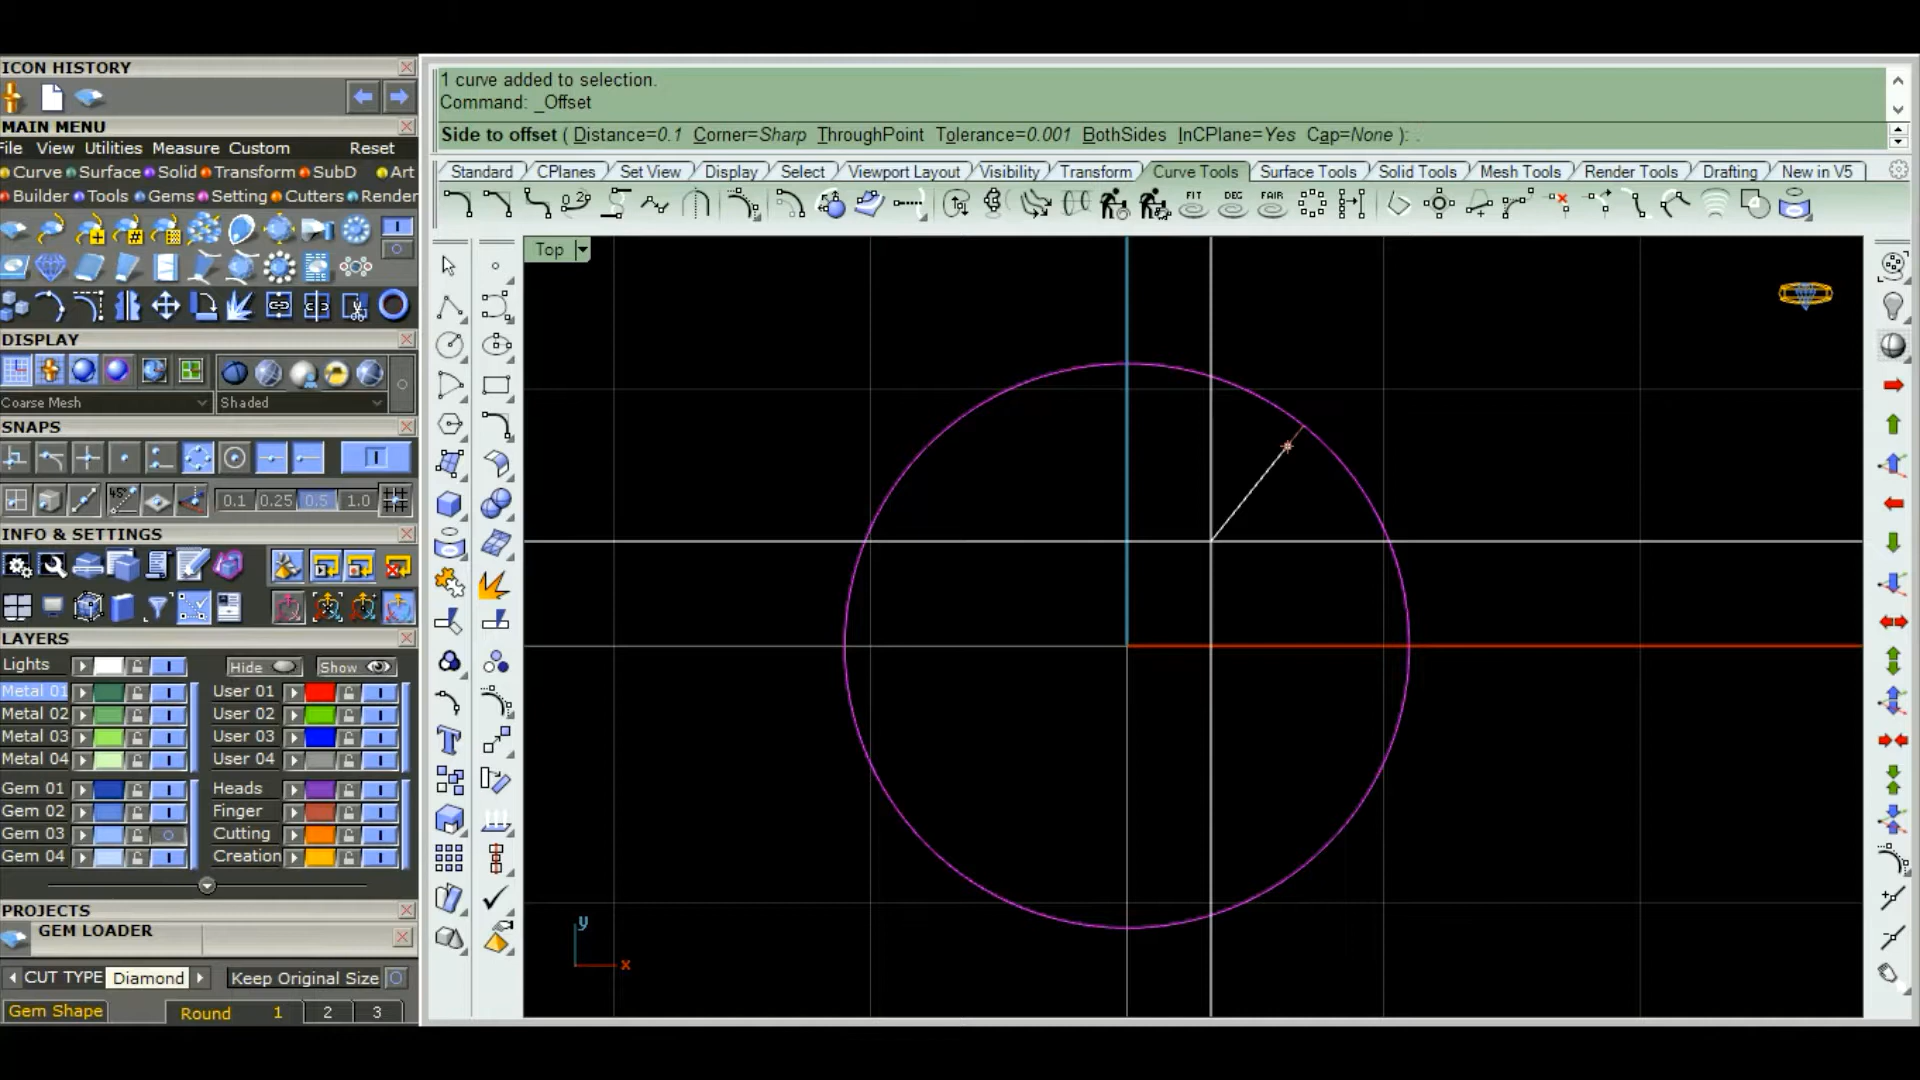 ICON HISTORY
MAIN MENU
File View Utilities Measure Custom Reset
Curve Surface Solid Transform SubD Art
Builder Tools Gems Setting Cutters Render
DISPLAY
Coarse Mesh Shaded
SNAPS
45° 0.1 0.25 0.5 1.0
INFO & SETTINGS
LAYERS
Lights Hide Show
Metal 01 User 01
Metal 02 User 02
Metal 03 User 03
Metal 04 User 04
Gem 01 Heads
Gem 02 Finger
Gem 03 Cutting
Gem 04 Creation
PROJECTS
GEM LOADER
CUT TYPE Diamond Keep Original Size
Gem Shape Round 1 2 3
1 curve added to selection.
Command: _Offset
Side to offset ( Distance=0.1 Corner=Sharp ThroughPoint Tolerance=0.001 BothSides InCPlane=Yes Cap=None ):
Standard CPlanes Set View Display Select Viewport Layout Visibility Transform Curve Tools Surface Tools Solid Tools Mesh Tools Render Tools Drafting New in V5
FIT DEG FAIR
Top
y
x